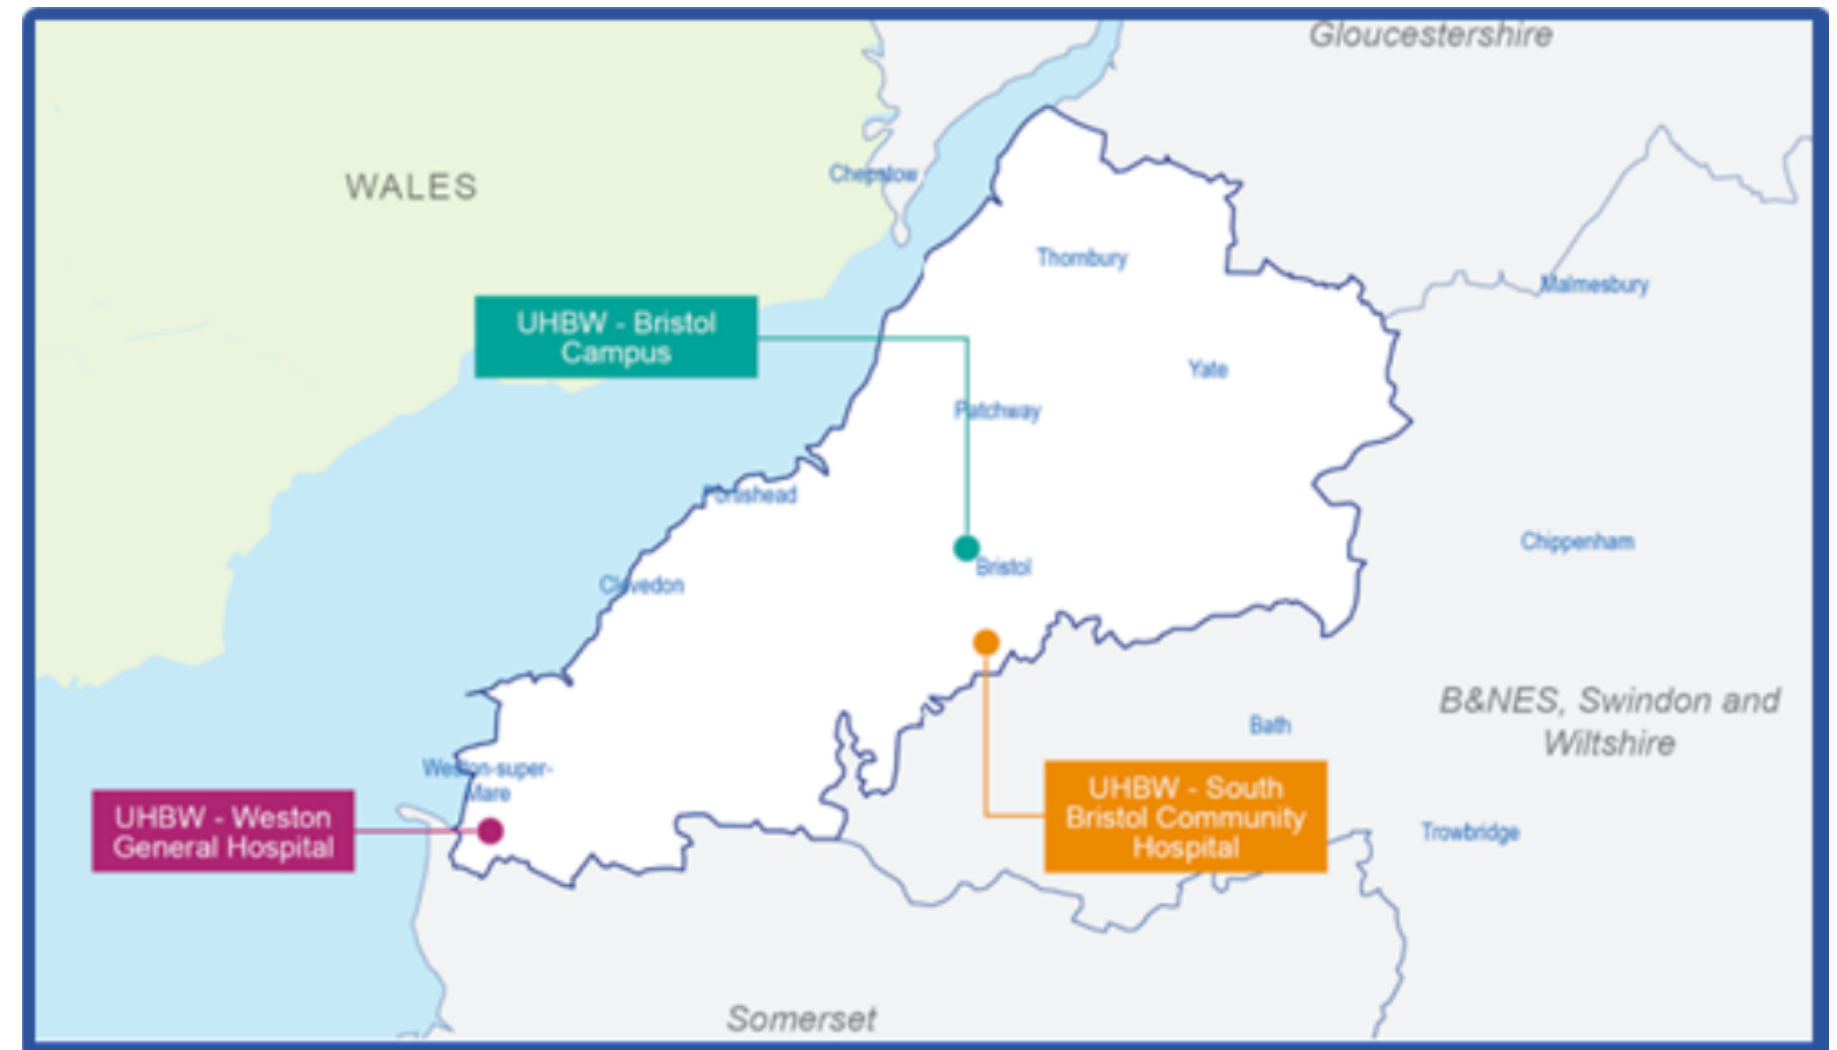 Gloucestershire
Chepstow
WALES
Thornbury
Malmesbury
UHBW - Bristol
Campus
Yate
Patchway
Portishead
Chippenham
Bristol
Clevedon
B&NES, Swindon and
Wiltshire
Bath
Weston-super-
Mare
UHBW - South
Bristol Community
Hospital
UHBW - Weston
General Hospital
Trowbridge
Somerset